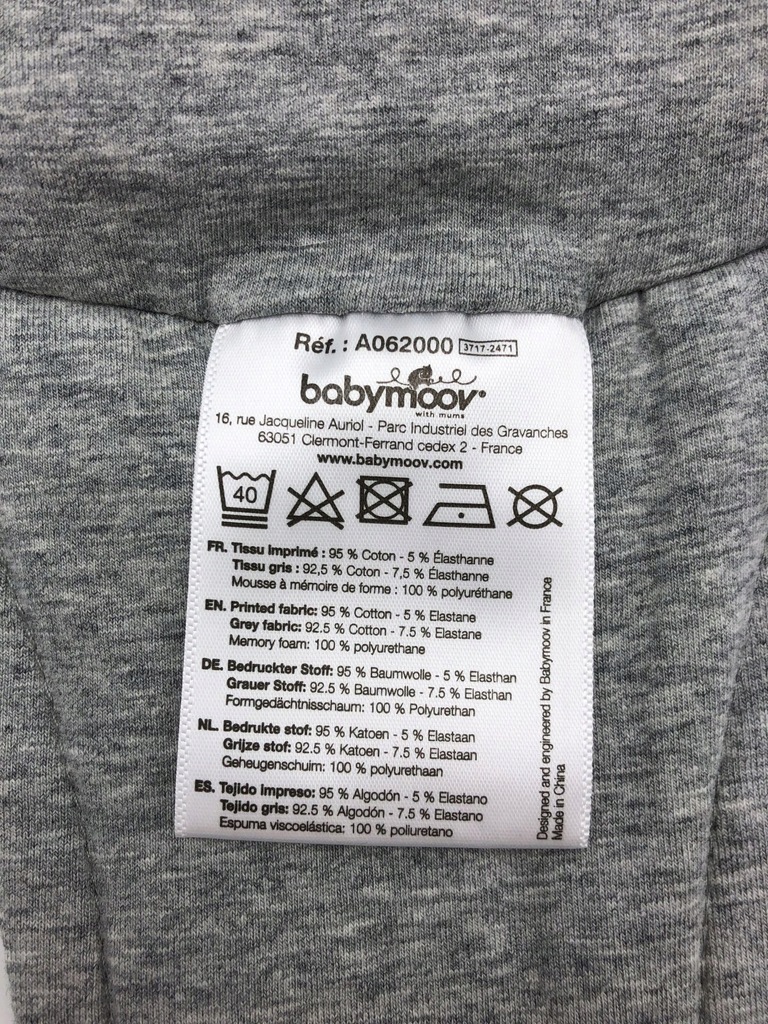 Réf. : A062000 3717-2471
babymoov
with mums
16, rue Jacqueline Auriol - Parc Industriel des Gravanches
63051 Clermont-Ferrand cedex 2 - France
www.babymoov.com
40
FR. Tissu imprimé : 95 % Coton - 5 % Élasthanne
Tissu gris : 92,5 % Coton - 7,5 % Élasthanne
Mousse à mémoire de forme : 100 % polyuréthane
EN. Printed fabric: 95 % Cotton - 5 % Elastane
Grey fabric: 92.5 % Cotton - 7.5 % Elastane
Memory foam: 100 % polyurethane
DE. Bedruckter Stoff: 95 % Baumwolle - 5 % Elasthan
Grauer Stoff: 92.5 % Baumwolle - 7.5 % Elasthan
Formgedächtnisschaum: 100 % Polyurethan
NL. Bedrukte stof: 95 % Katoen - 5 % Elastaan
Grijze stof: 92.5 % Katoen - 7.5 % Elastaan
Geheugenschuim: 100 % polyurethaan
ES. Tejido impreso: 95 % Algodón - 5 % Elastano
Tejido gris: 92.5 % Algodón - 7.5 % Elastano
Espuma viscoelástica: 100 % poliuretano
Designed and engineered by Babymoov in France
Made in China